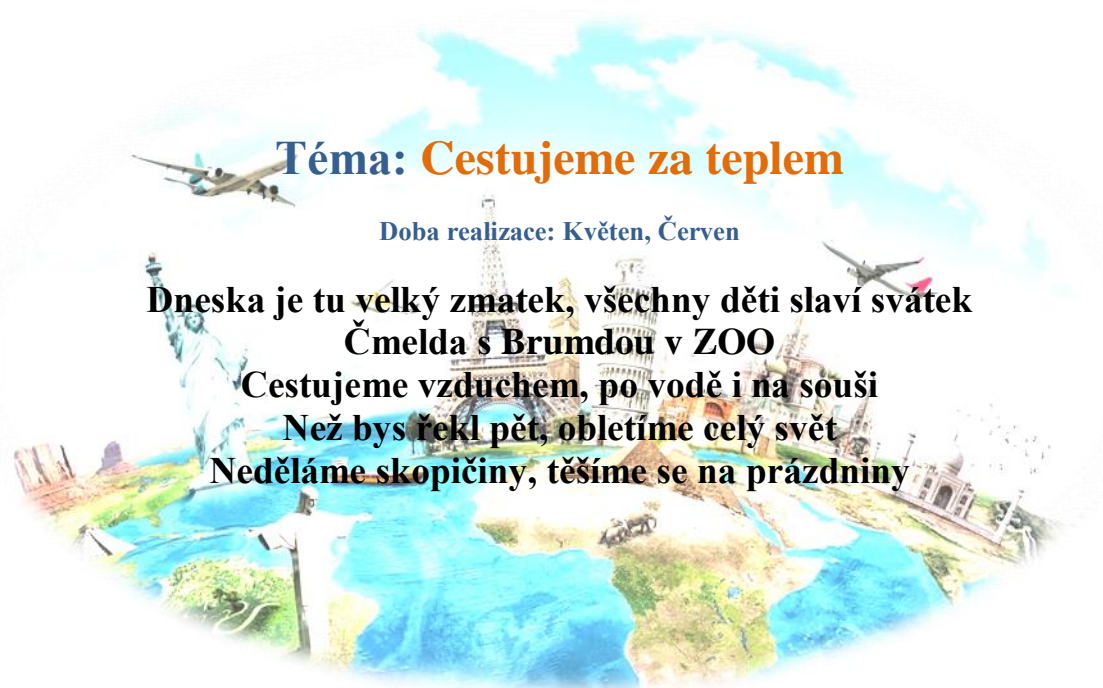 Téma: Cestujeme za teplem
Doba realizace: Květen, Červen
Dneska je tu velký zmatek, všechny děti slaví svátek
Čmelda s Brumdou v ZOO
Cestujeme vzduchem, po vodě i na souši
Než bys řekl pět, obletíme celý svět
Neděláme skopičiny, těšíme se na prázdniny